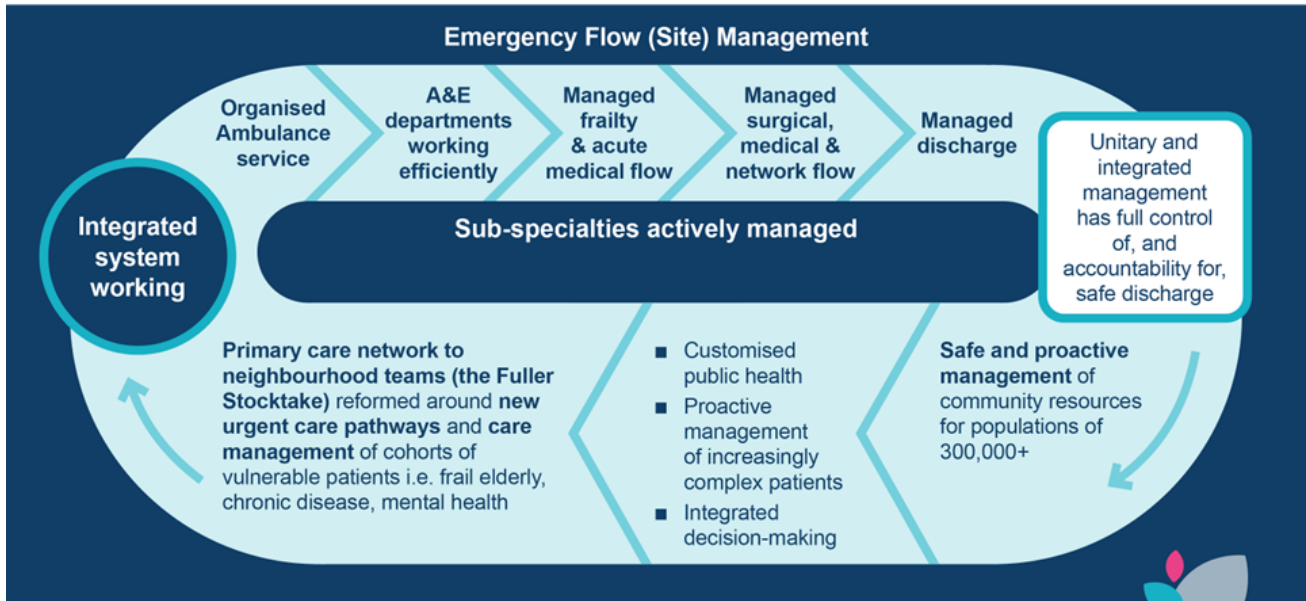 Emergency Flow (Site) Management
Organised
Ambulance
service
A&E
departments
working
efficiently
Managed
frailty
& acute
medical flow
Managed
surgical,
medical &
network flow
Managed
discharge
Unitary and
integrated
management
has full control
of, and
accountability for,
safe discharge
Integrated
system
working
Sub-specialties actively managed
Primary care network to
neighbourhood teams (the Fuller
Stocktake) reformed around new
urgent care pathways and care
management of cohorts of
vulnerable patients i.e. frail elderly,
chronic disease, mental health
■ Customised
public health
■ Proactive
management
of increasingly
complex patients
■ Integrated
decision-making
Safe and proactive
management of
community resources
for populations of
300,000+